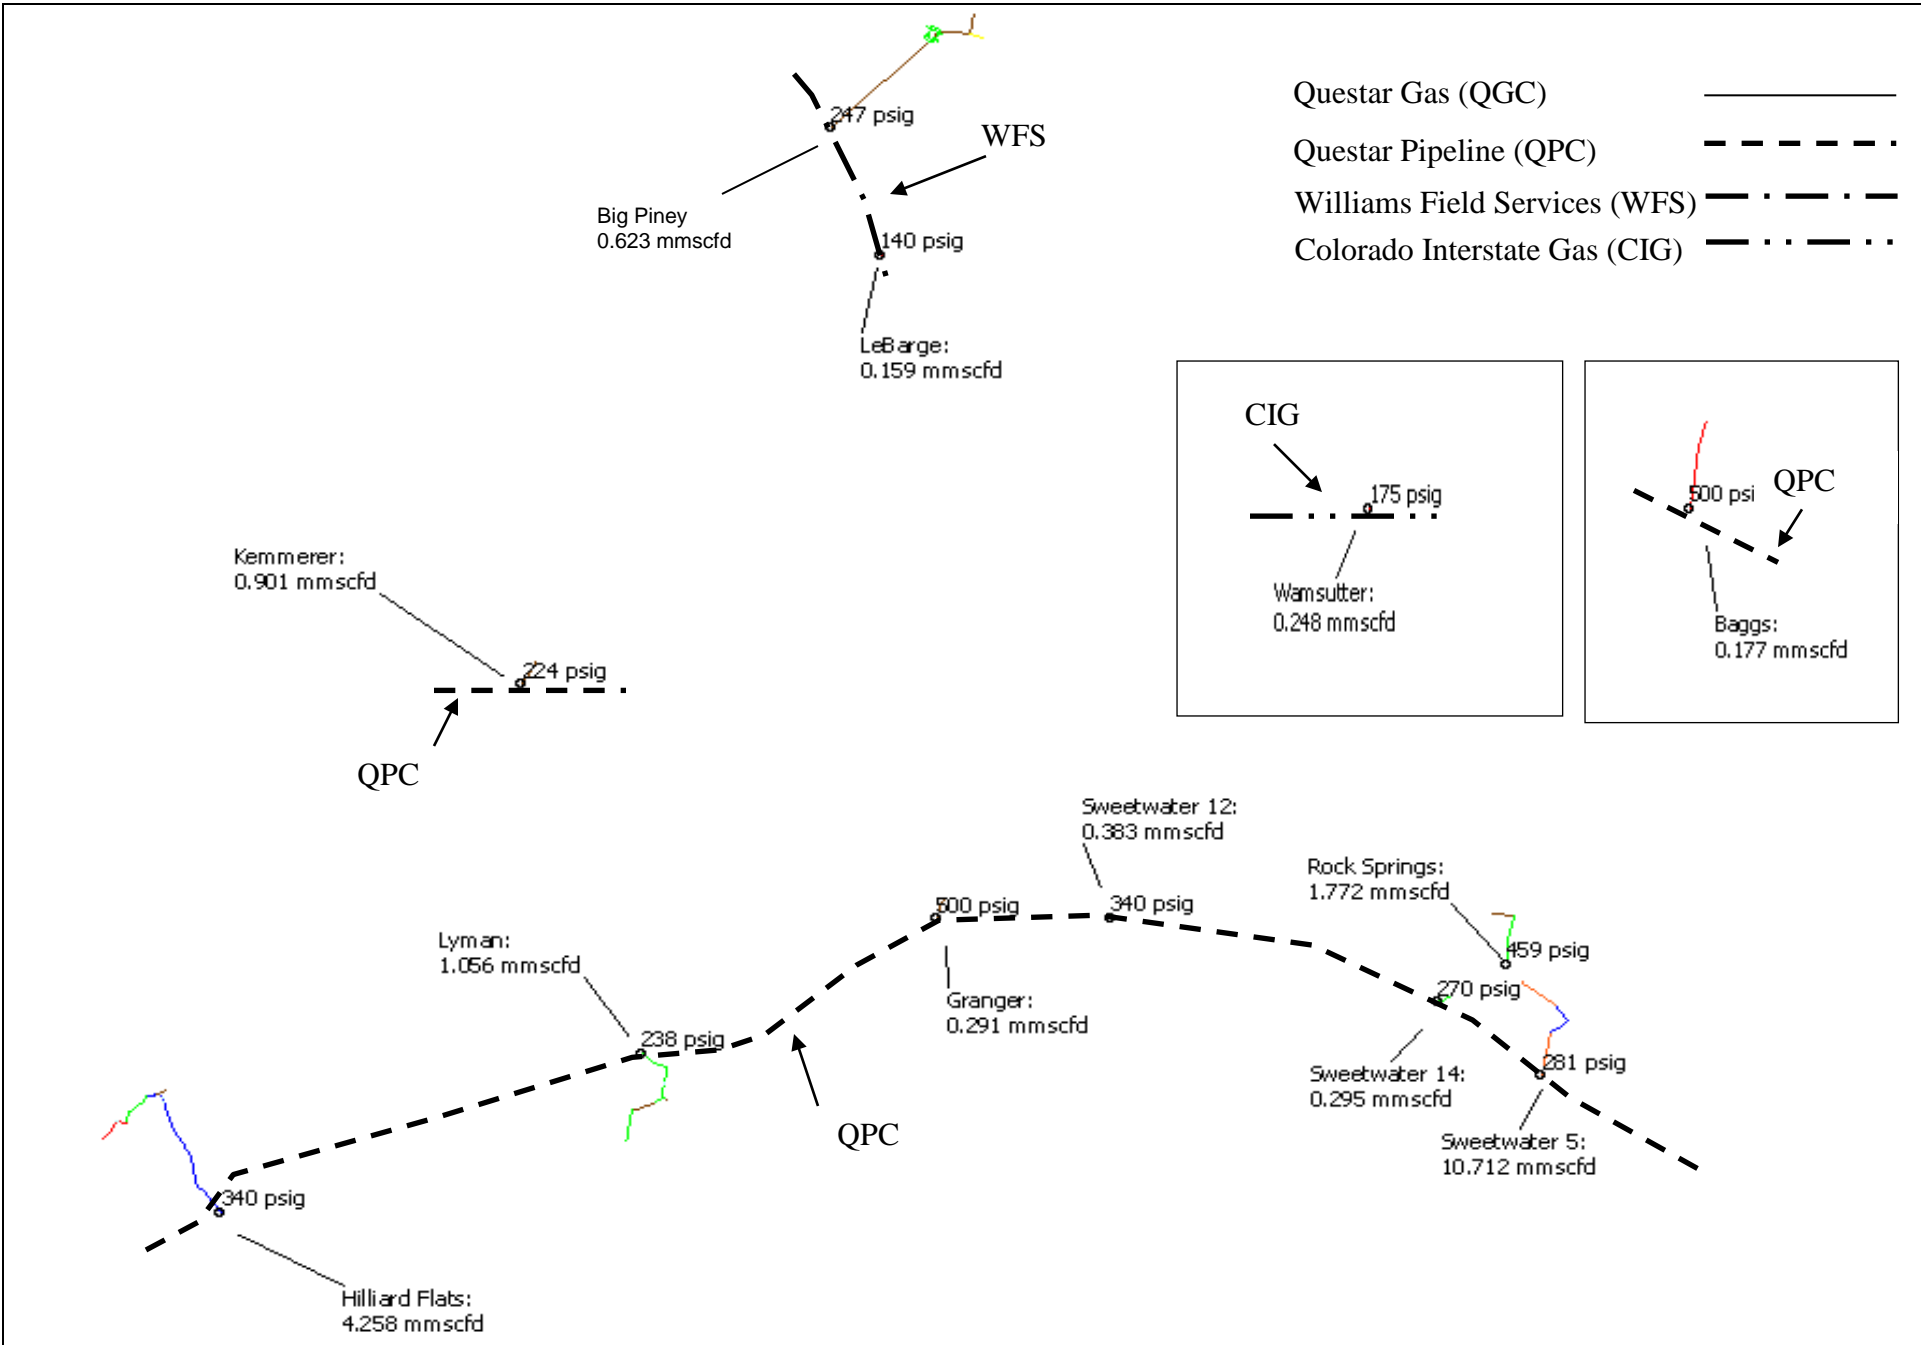 247 psig
WFS
Big Piney
0.623 mmscfd
140 psig
LeBarge:
0.159 mmscfd
Questar Gas (QGC)
Questar Pipeline (QPC)
Williams Field Services (WFS)
Colorado Interstate Gas (CIG)
CIG
175 psig
Wamsutter:
0.248 mmscfd
500 psi
QPC
Baggs:
0.177 mmscfd
Kemmerer:
0.901 mmscfd
224 psig
QPC
Sweetwater 12:
0.383 mmscfd
340 psig
Rock Springs:
1.772 mmscfd
459 psig
500 psig
Granger:
0.291 mmscfd
Lyman:
1.056 mmscfd
238 psig
270 psig
Sweetwater 14:
0.295 mmscfd
281 psig
Sweetwater 5:
10.712 mmscfd
QPC
340 psig
Hilliard Flats:
4.258 mmscfd